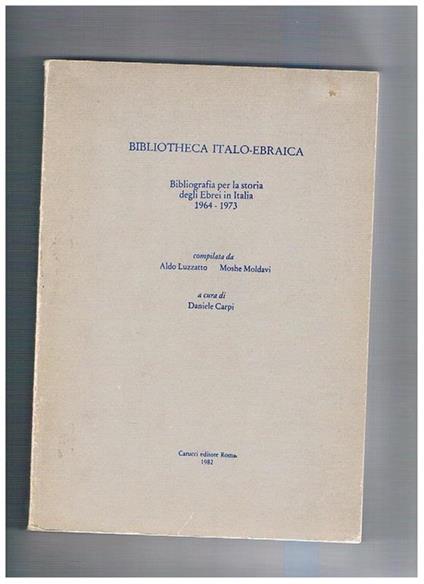 BIBLIOTHECA ITALO-EBRAICA
Bibliografia per la storia
degli Ebrei in Italia
1964 - 1973
compilata da
Aldo Luzzatto Moshe Moldavi
a cura di
Daniele Carpi
Carucci editore Roma
1982